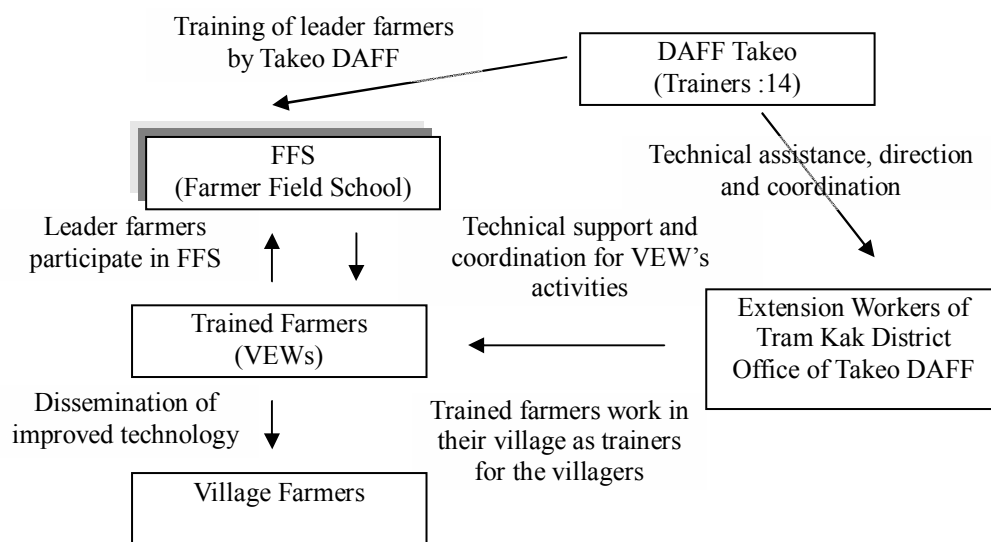 Training of leader farmers
by Takeo DAFF
DAFF Takeo
(Trainers :14)
FFS
(Farmer Field School)
Technical assistance, direction
and coordination
Leader farmers
participate in FFS
Technical support and
coordination for VEW's
activities
Trained Farmers
(VEWs)
Extension Workers of
Tram Kak District
Office of Takeo DAFF
Dissemination of
improved technology
Trained farmers work in
their village as trainers
for the villagers
Village Farmers